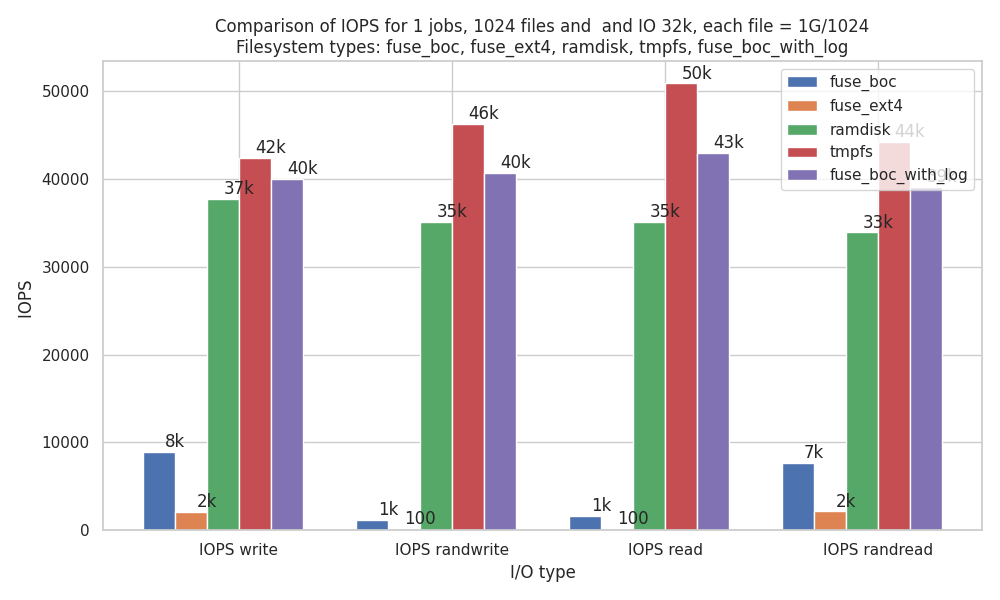 Comparison of IOPS for 1 jobs, 1024 files and  and IO 32k, each file = 1G/1024
Filesystem types: fuse_boc, fuse_ext4, ramdisk, tmpfs, fuse_boc_with_log
fuse_boc
fuse_ext4
ramdisk
tmpfs
fuse_boc_with_log
IOPS
50000
40000
30000
20000
10000
0
8k
2k
37k
42k
40k
1k
100
35k
46k
40k
1k
100
35k
50k
43k
7k
2k
33k
44k
IOPS write
IOPS randwrite
IOPS read
IOPS randread
I/O type